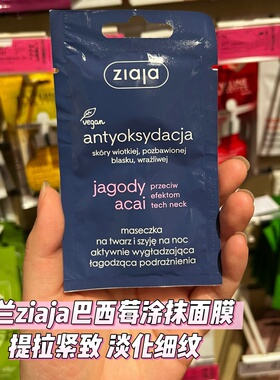 ziaja
vegan
antyoksydacja
skóry wiotkiej, pozbawionej
blasku, wrażliwej
jagody
acai
przeciw
efektom
tech neck
maseczka
na twarz i szyję na noc
aktywnie wygładzająca
łagodząca podrażnienia
兰ziaja巴西莓涂抹面膜
提拉紧致 淡化细纹